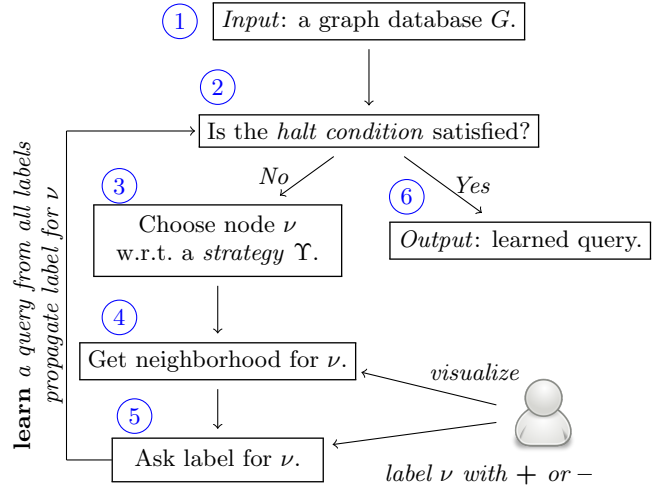 1
Input: a graph database G.
2
Is the halt condition satisfied?
No
Yes
3
Choose node ν
w.r.t. a strategy ϒ.
6
Output: learned query.
4
Get neighborhood for ν.
visualize
5
Ask label for ν.
label ν with + or −
learn a query from all labels
propagate label for ν